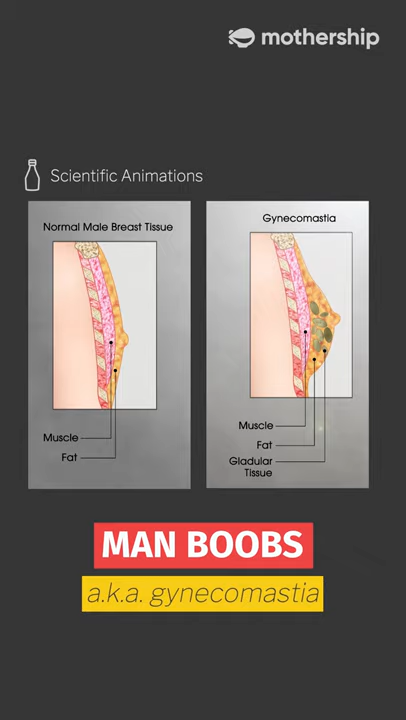 mothership
Scientific Animations
Normal Male Breast Tissue
Muscle
Fat
Gynecomastia
Muscle
Fat
Gladular
Tissue
MAN BOOBS
a.k.a. gynecomastia